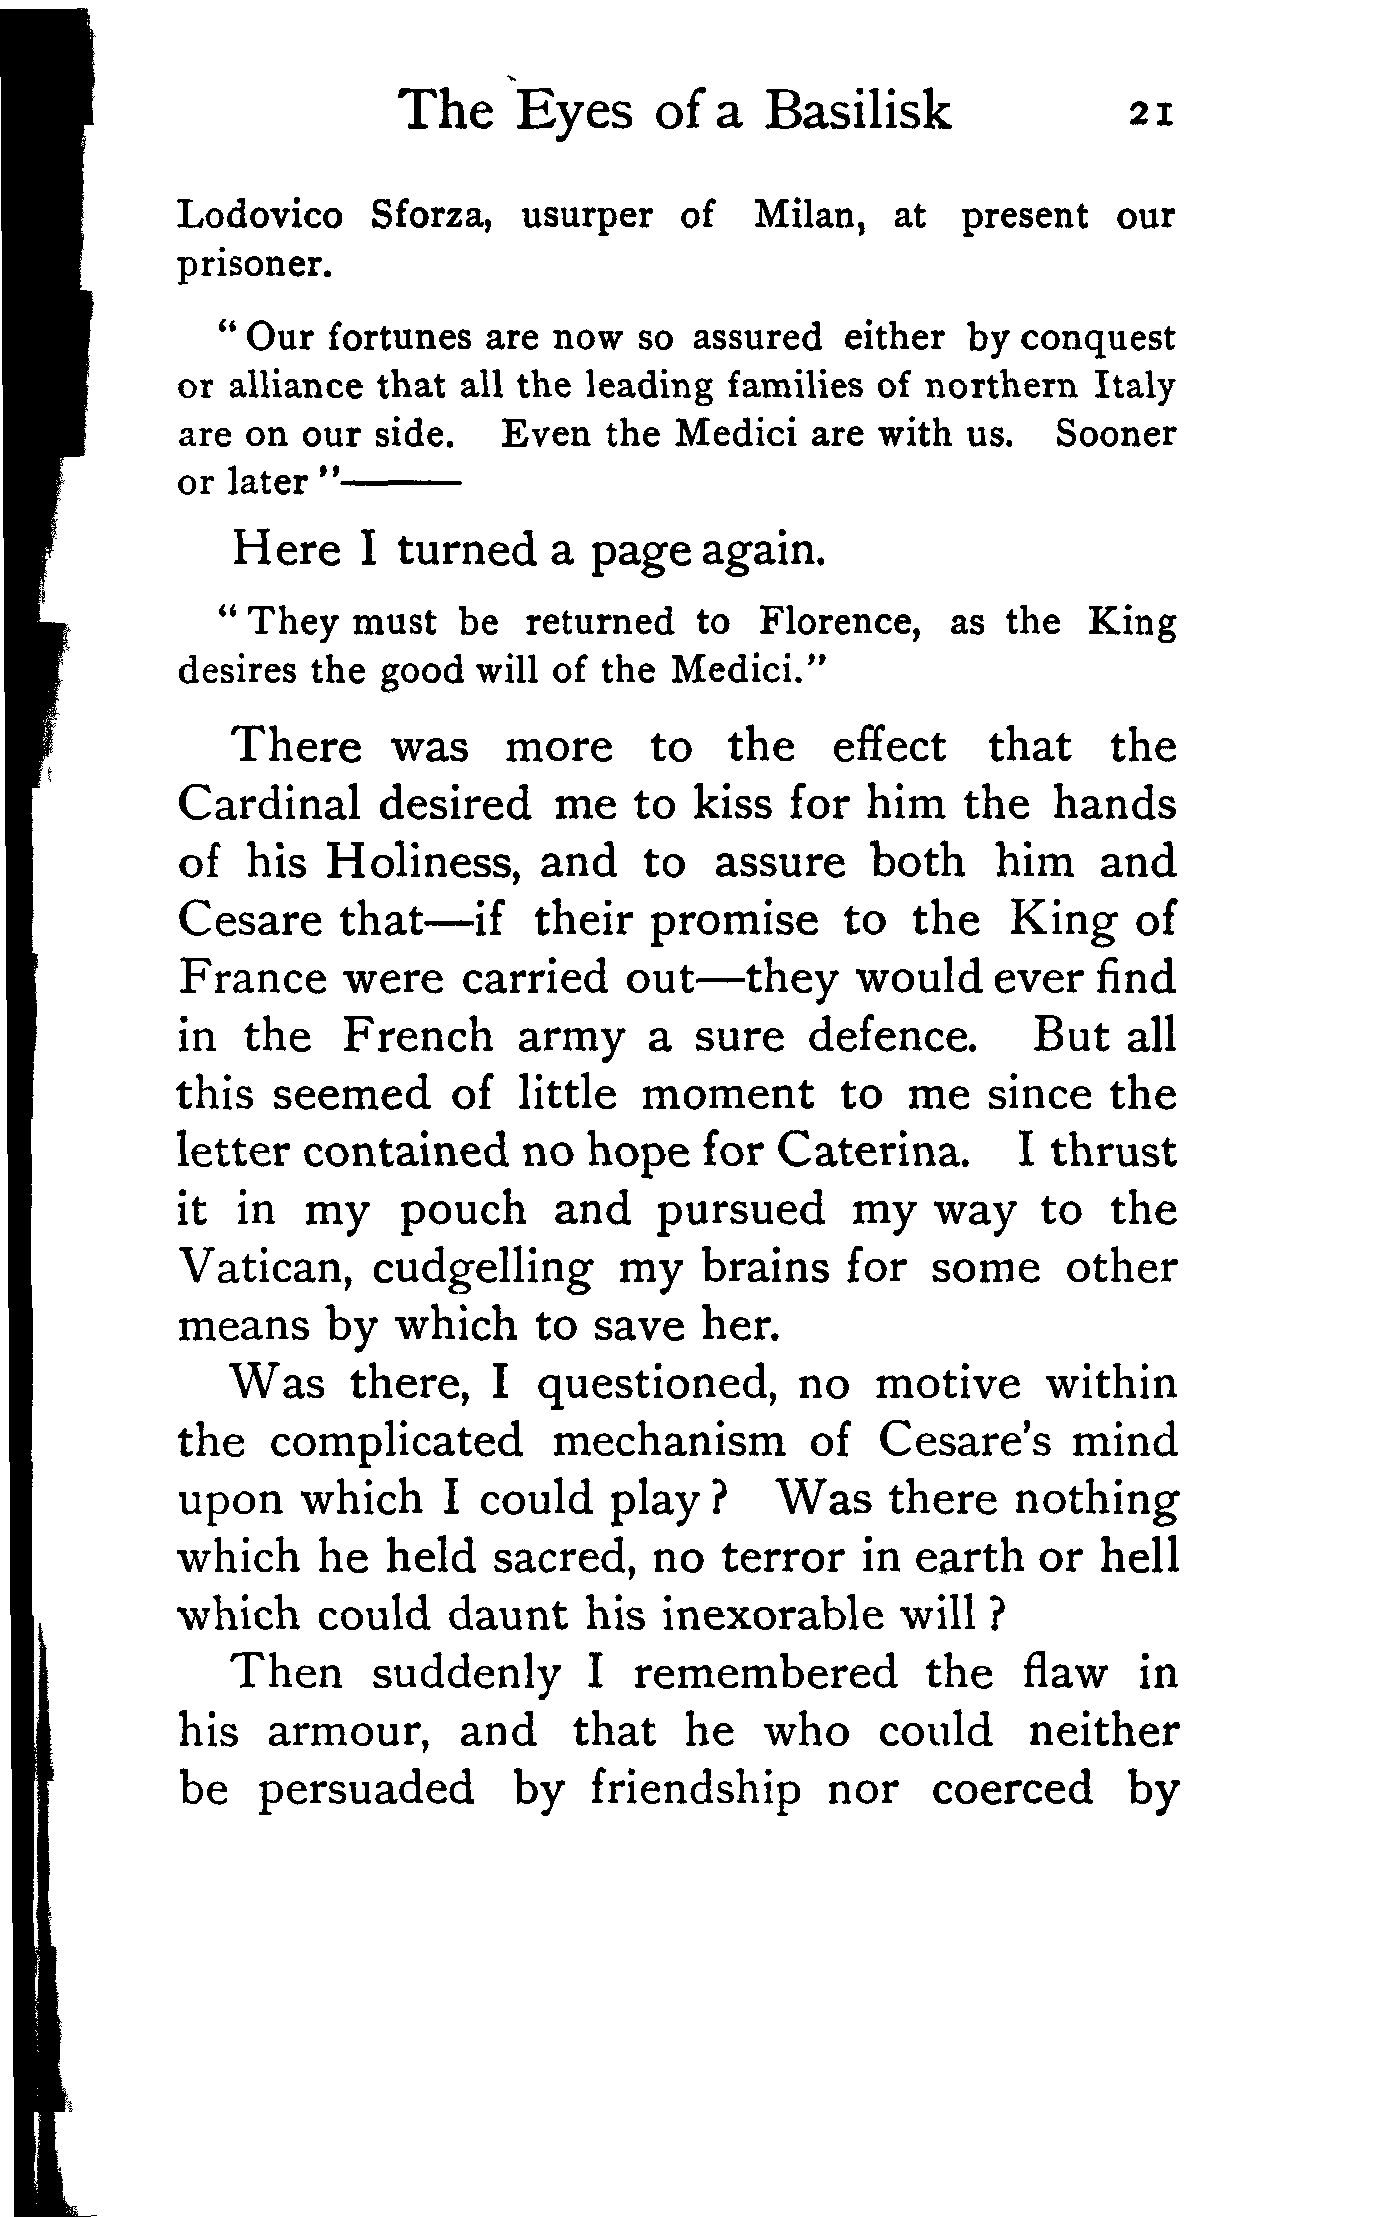 The Eyes of a Basilisk 21
Lodovico Sforza, usurper of Milan, at present our
prisoner.
“Our fortunes are now so assured either by conquest
or alliance that all the leading families of northern Italy
are on our side. Even the Medici are with us. Sooner
or later”——
Here I turned a page again.
“They must be returned to Florence, as the King
desires the good will of the Medici.”
There was more to the effect that the
Cardinal desired me to kiss for him the hands
of his Holiness, and to assure both him and
Cesare that—if their promise to the King of
France were carried out—they would ever find
in the French army a sure defence. But all
this seemed of little moment to me since the
letter contained no hope for Caterina. I thrust
it in my pouch and pursued my way to the
Vatican, cudgelling my brains for some other
means by which to save her.
Was there, I questioned, no motive within
the complicated mechanism of Cesare's mind
upon which I could play? Was there nothing
which he held sacred, no terror in earth or hell
which could daunt his inexorable will?
Then suddenly I remembered the flaw in
his armour, and that he who could neither
be persuaded by friendship nor coerced by